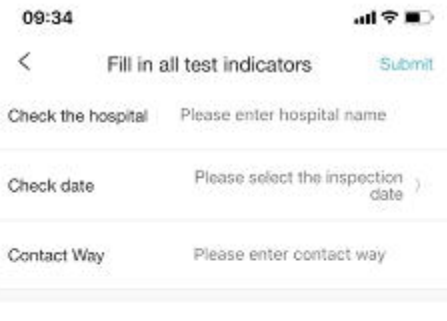 09:34
Fill in all test indicators Submit
Check the hospital Please enter hospital name
Check date Please select the inspection
date
Contact Way Please enter contact way